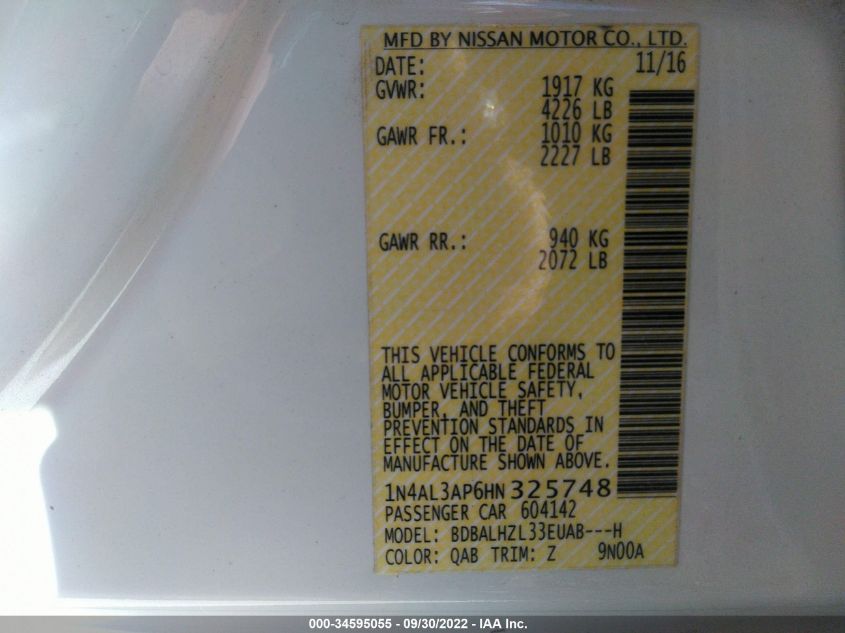 MFD BY NISSAN MOTOR CO., LTD.
DATE: 11/16
GVWR: 1917 KG
4226 LB
GAWR FR.: 1010 KG
2227 LB
GAWR RR.: 940 KG
2072 LB
THIS VEHICLE CONFORMS TO
ALL APPLICABLE FEDERAL
MOTOR VEHICLE SAFETY,
BUMPER, AND THEFT
PREVENTION STANDARDS IN
EFFECT ON THE DATE OF
MANUFACTURE SHOWN ABOVE.
1N4AL3AP6HN325748
PASSENGER CAR 604142
MODEL: BDBALHZL33EUAB---H
COLOR: QAB TRIM: Z 9N00A
000-34595055 - 09/30/2022 - IAA Inc.